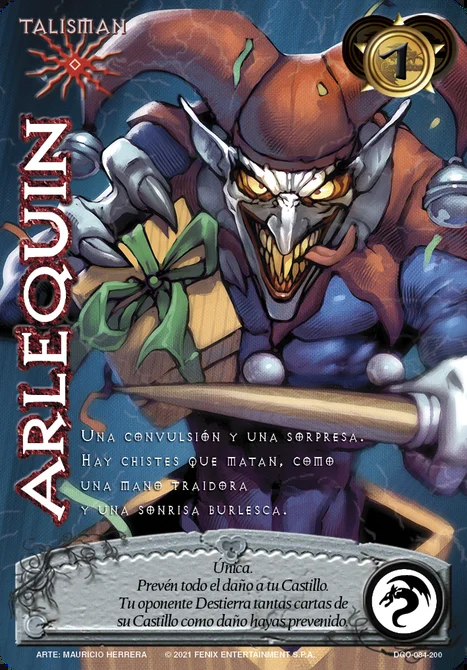 TALISMAN
1
ARLEQUIN
UNA CONVULSIÓN Y UNA SORPRESA.
HAY CHISTES QUE MATAN, COMO
UNA MANO TRAIDORA
Y UNA SONRISA BURLESCA.
Única.
Prevén todo el daño a tu Castillo.
Tu oponente Destierra tantas cartas de
su Castillo como daño hayas prevenido
ARTE: MAURICIO HERRERA © 2021 FENIX ENTERTAINMENT S.P.A. DGO-084-200